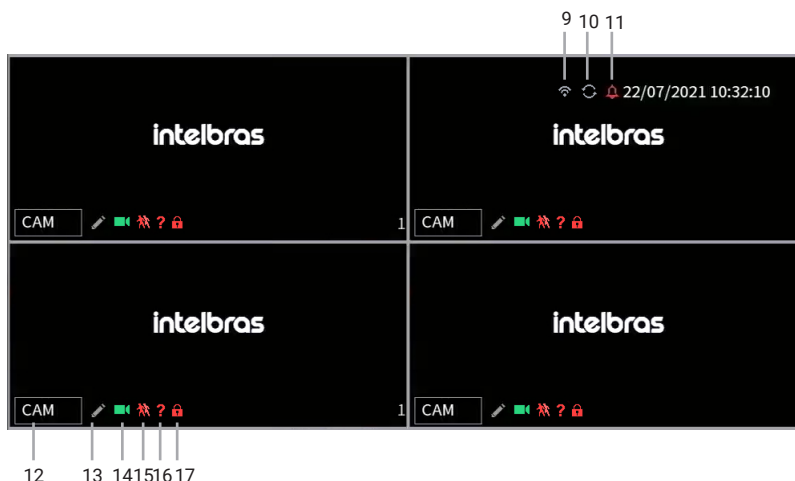 9 10 11
22/07/2021 10:32:10
intelbras intelbras
CAM ? 1 CAM ?
intelbras intelbras
CAM ? 1 CAM ?
12 13 14 15 16 17